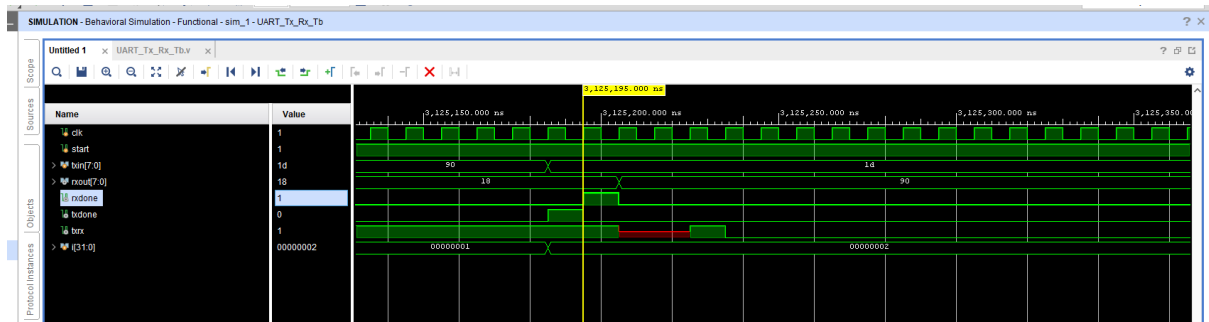 SIMULATION - Behavioral Simulation - Functional - sim_1 - UART_Tx_Rx_Tb
? ×
Untitled 1 × UART_Tx_Rx_Tb.v ×
?
Scope
Sources
Objects
Protocol Instances
3,125,195.000 ns
Name Value
3,125,150.000 ns 3,125,200.000 ns 3,125,250.000 ns 3,125,300.000 ns 3,125,350.00
clk 1
start 1
> txin[7:0] 1d 90 1d
> rxout[7:0] 18 18 90
rxdone 1
txdone 0
txrx 1
> i[31:0] 00000002 00000001 00000002